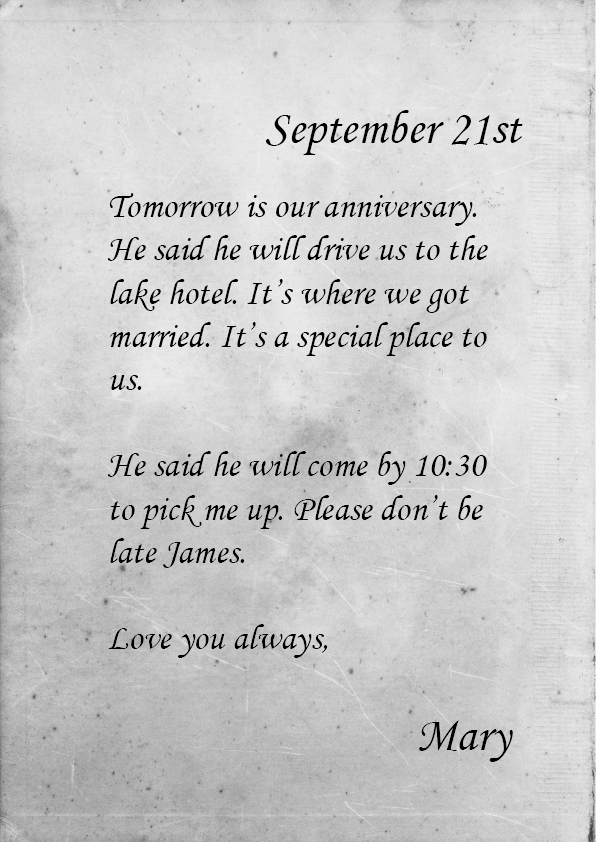 September 21st
Tomorrow is our anniversary.
He said he will drive us to the
lake hotel. It's where we got
married. It's a special place to
us.
He said he will come by 10:30
to pick me up. Please don't be
late James.
Love you always,
Mary